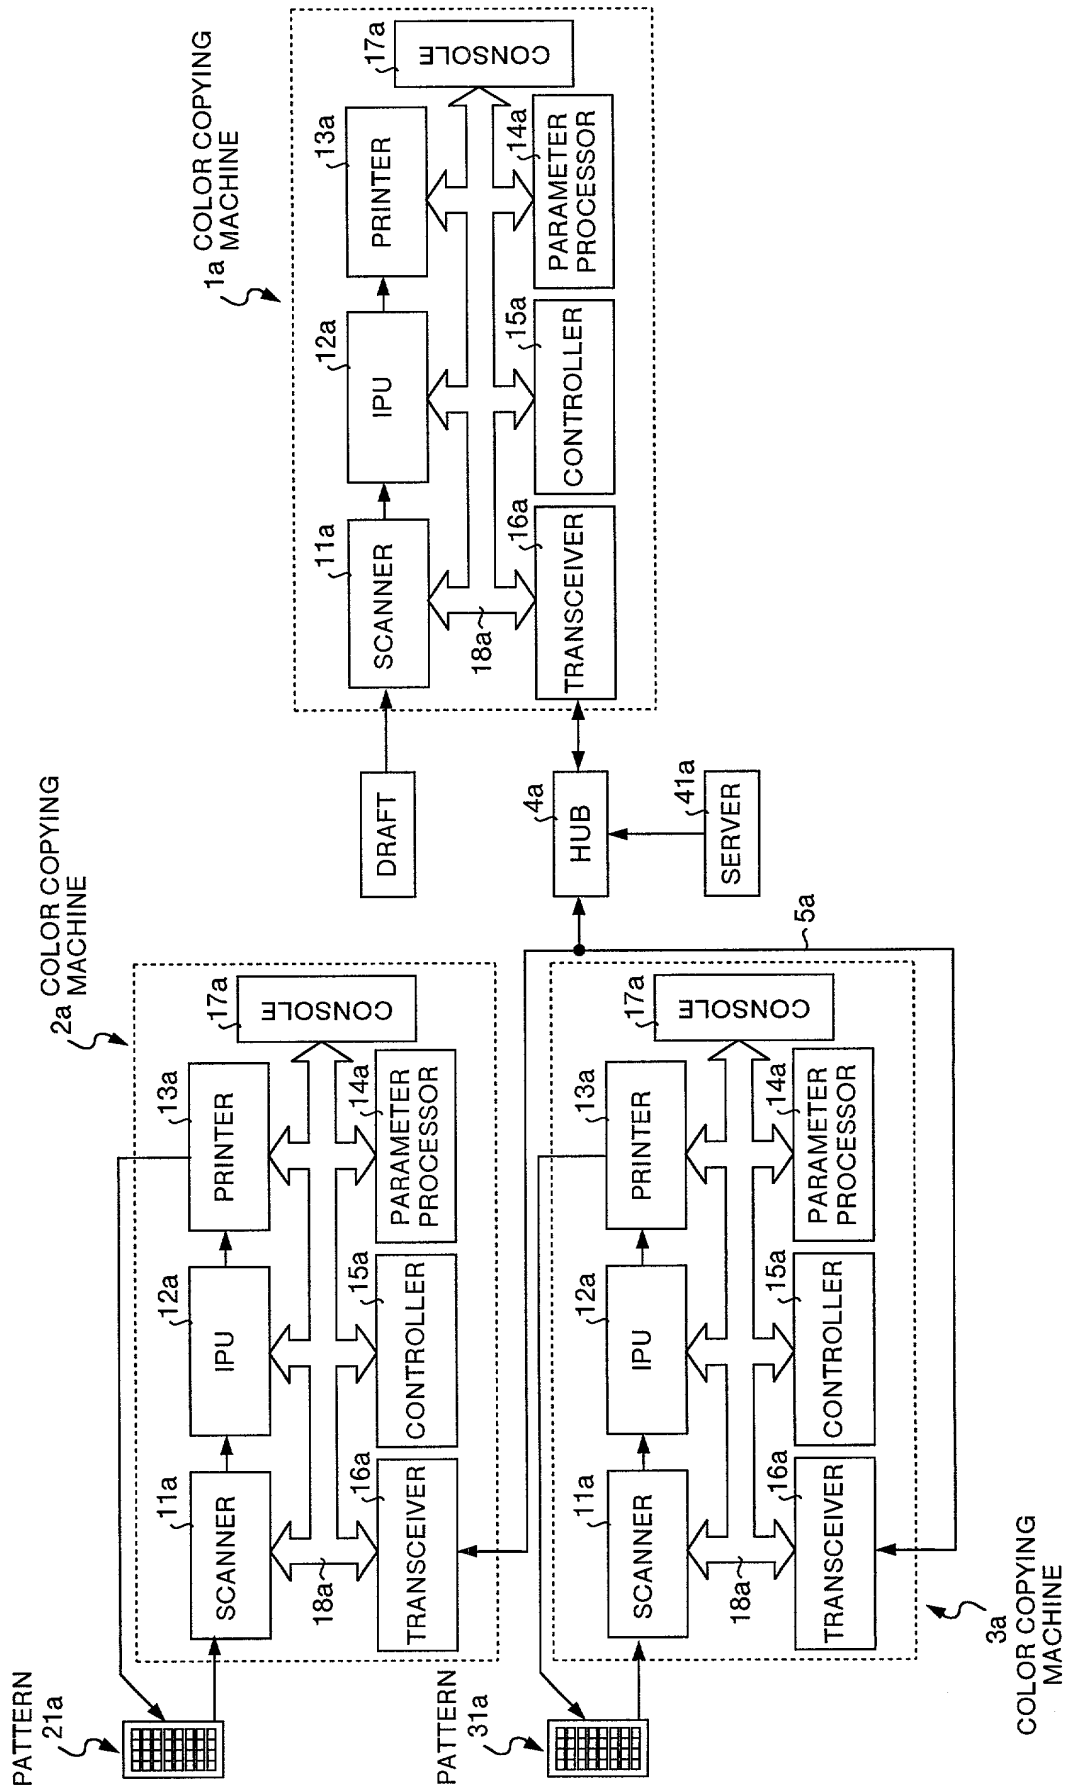 COLOR COPYING
1a MACHINE
17a
CONSOLE
13a
PRINTER
14a
PARAMETER
PROCESSOR
12a
IPU
15a
CONTROLLER
11a
SCANNER
16a
TRANSCEIVER
18a
DRAFT
4a
HUB
41a
SERVER
5a
COLOR COPYING
2a MACHINE
17a
CONSOLE
13a
PRINTER
14a
PARAMETER
PROCESSOR
12a
IPU
15a
CONTROLLER
11a
SCANNER
16a
TRANSCEIVER
18a
PATTERN
21a
17a
CONSOLE
13a
PRINTER
14a
PARAMETER
PROCESSOR
12a
IPU
15a
CONTROLLER
11a
SCANNER
16a
TRANSCEIVER
18a
PATTERN
31a
3a
COLOR COPYING
MACHINE